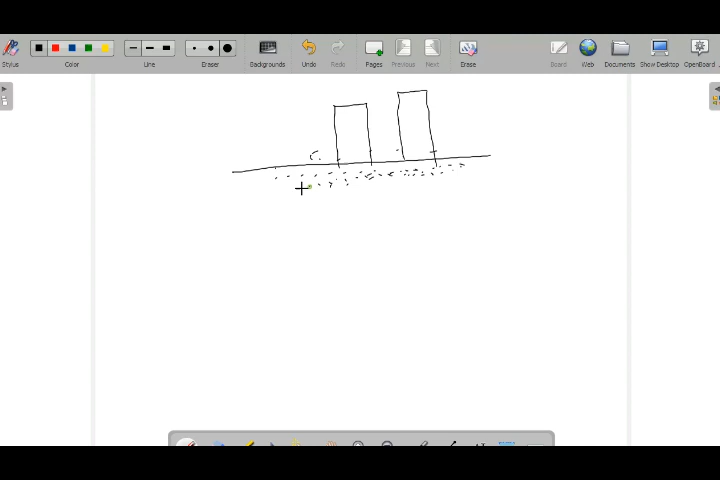 Stylus Color Line Eraser Backgrounds Undo Redo Pages Previous Next Erase Board Web Documents Show Desktop OpenBoard